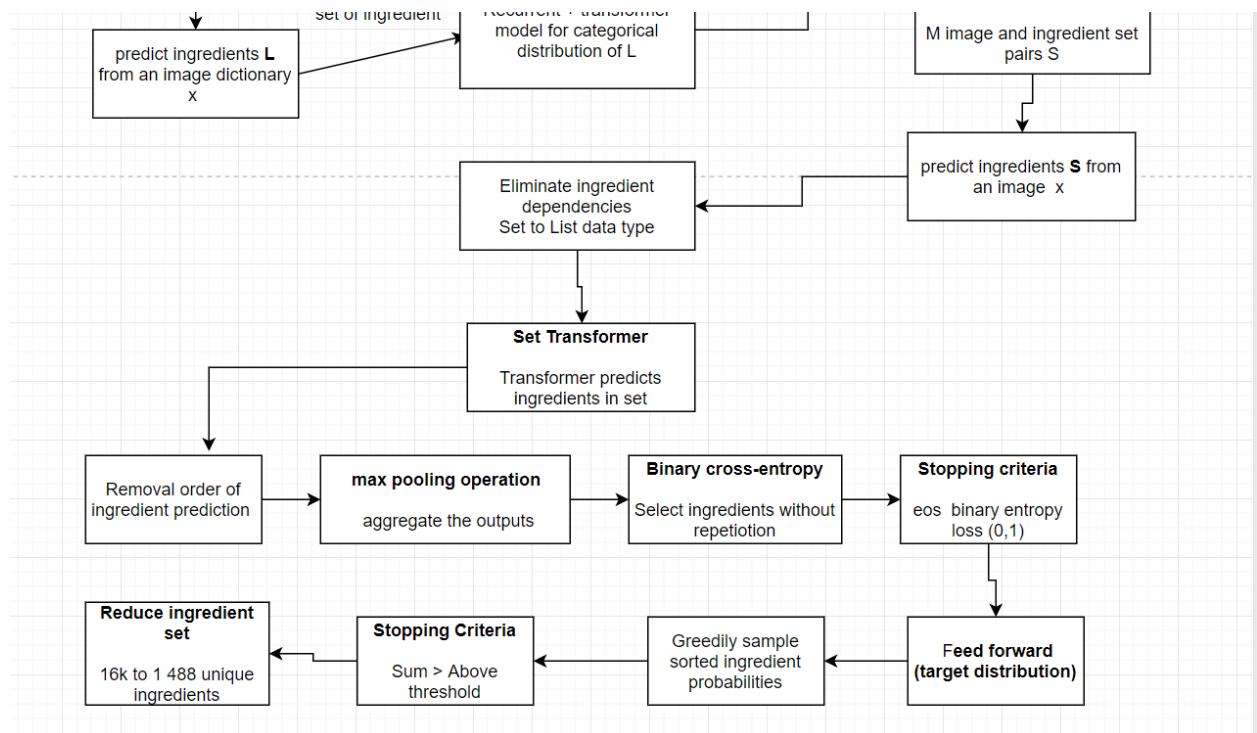 set of ingredient
Recurrent + transformer
model for categorical
distribution of L
M image and ingredient set
pairs S
predict ingredients L
from an image dictionary
x
predict ingredients S from
an image x
Eliminate ingredient
dependencies
Set to List data type
Set Transformer
Transformer predicts
ingredients in set
Removal order of
ingredient prediction
max pooling operation
aggregate the outputs
Binary cross-entropy
Select ingredients without
repetiotion
Stopping criteria
eos binary entropy
loss (0,1)
Reduce ingredient
set
16k to 1 488 unique
ingredients
Stopping Criteria
Sum > Above
threshold
Greedily sample
sorted ingredient
probabilities
Feed forward
(target distribution)